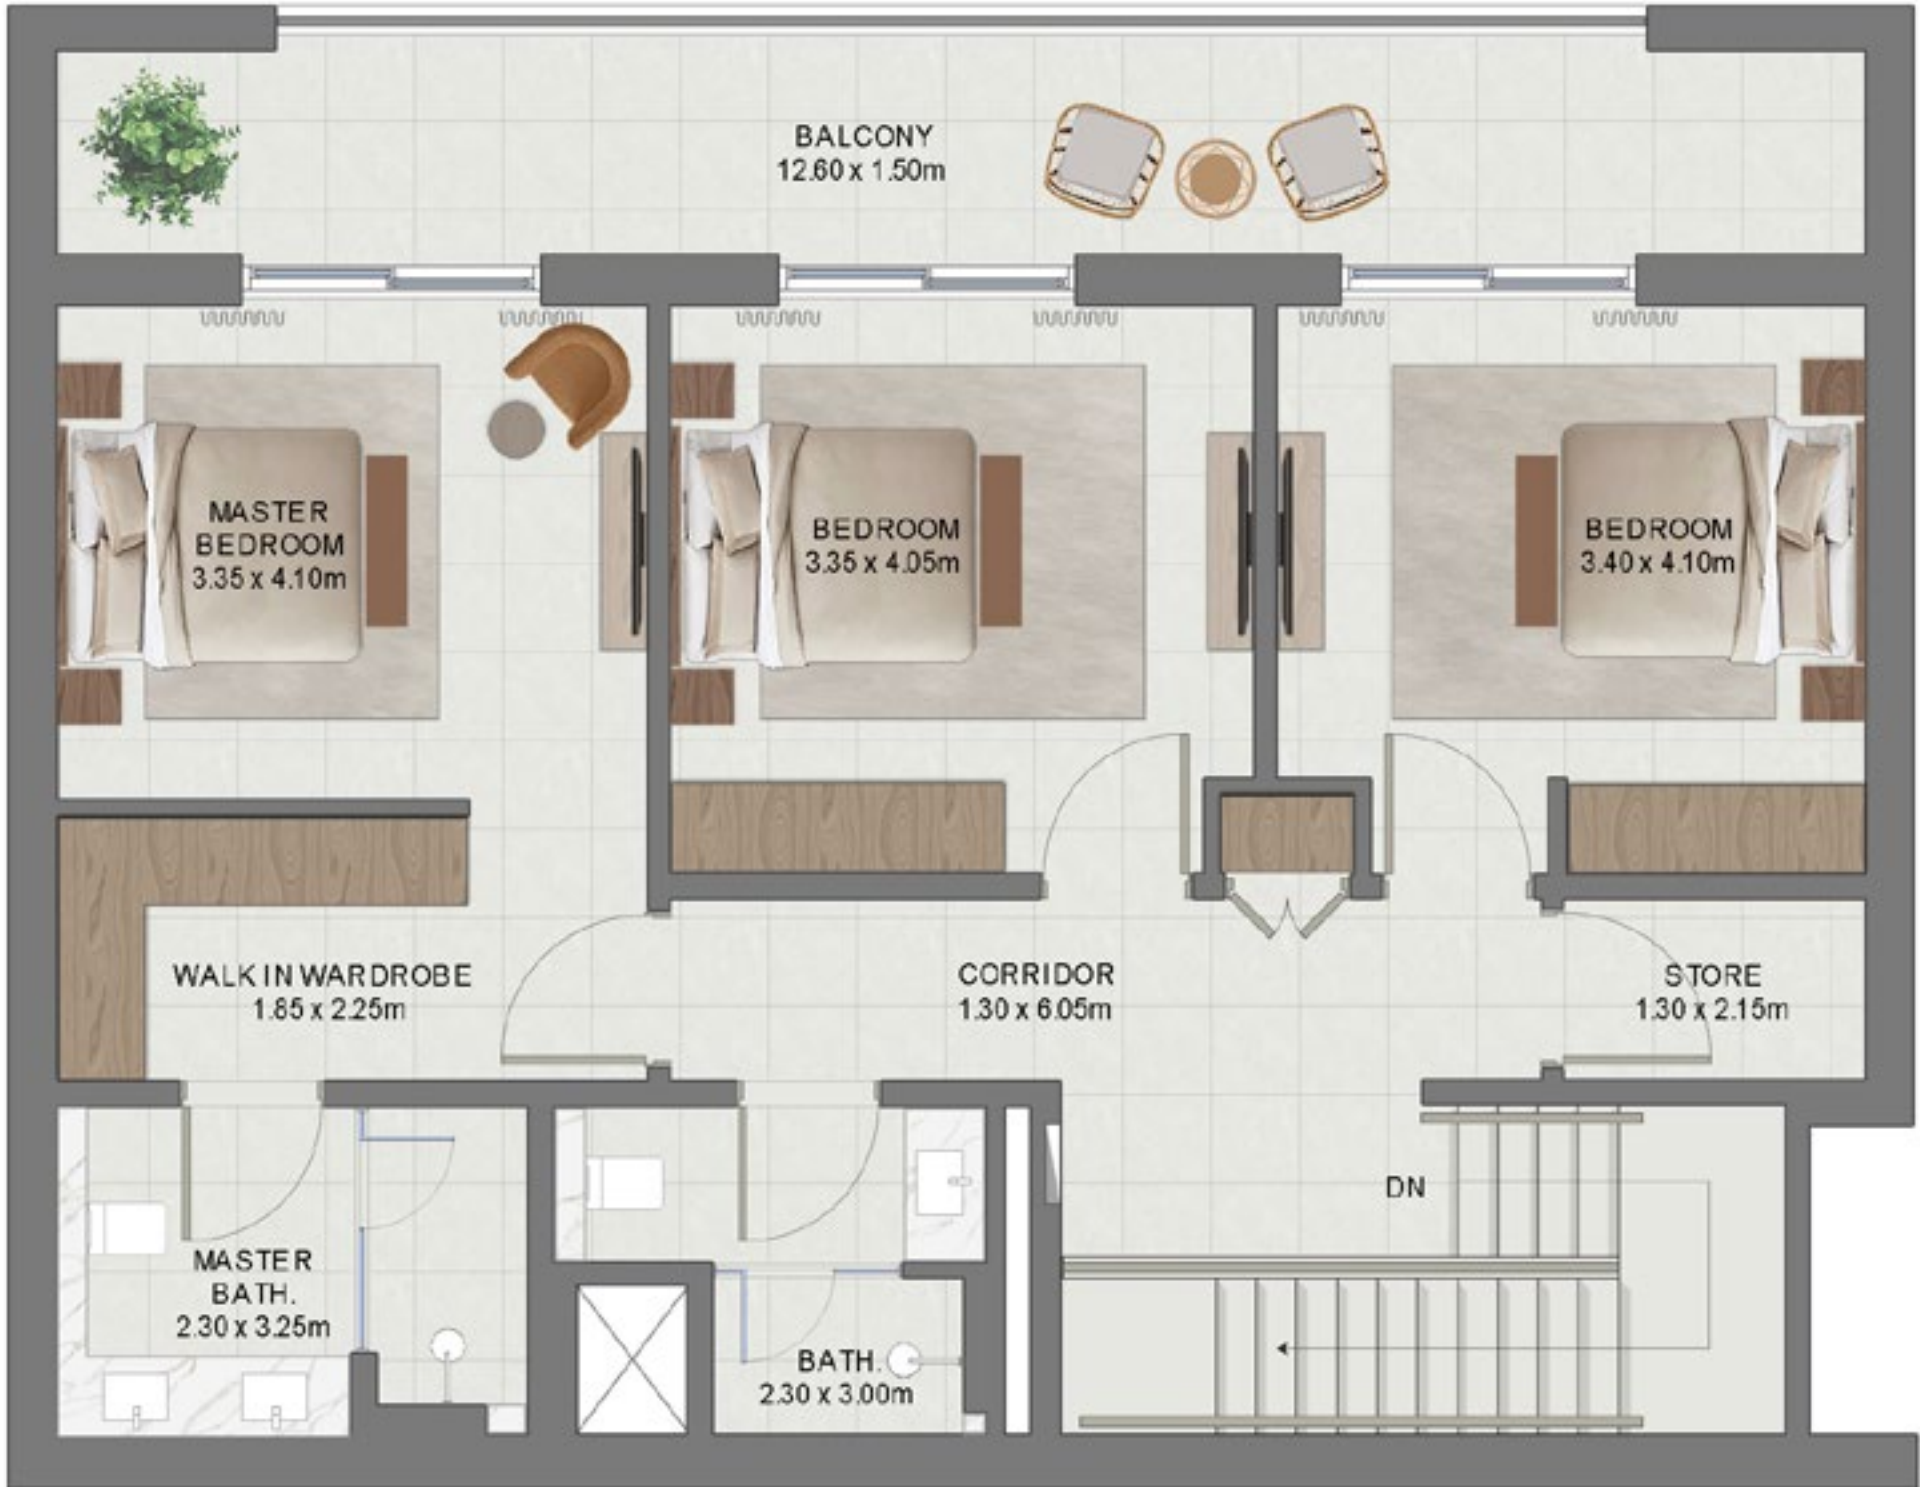 BALCONY
12.60 x 1.50m
MASTER
BEDROOM
3.35 x 4.10m
BEDROOM
3.35 x 4.05m
BEDROOM
3.40 x 4.10m
WALK IN WARDROBE
1.85 x 2.25m
CORRIDOR
1.30 x 6.05m
STORE
1.30 x 2.15m
DN
MASTER
BATH.
2.30 x 3.25m
BATH.
2.30 x 3.00m